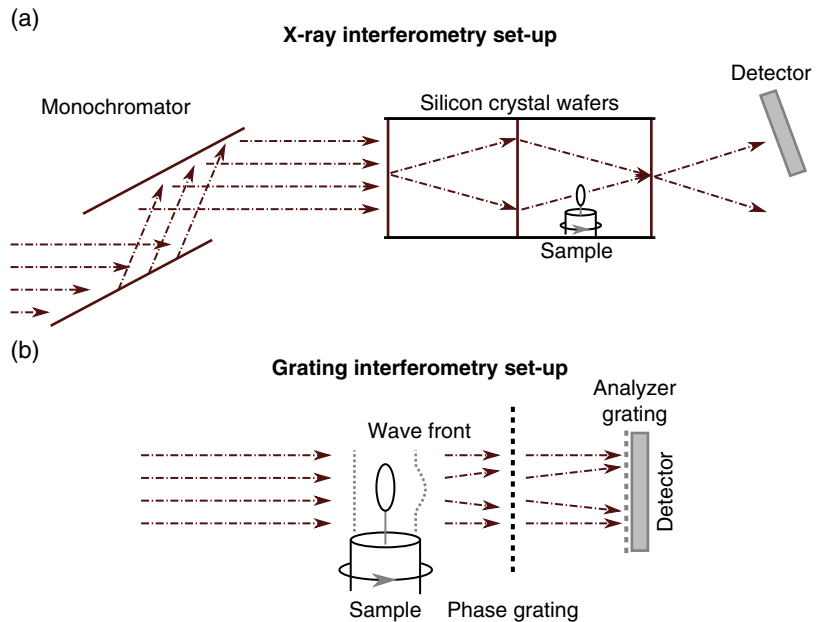 (a)
X-ray interferometry set-up
Detector
Monochromator
Silicon crystal wafers
Sample
(b)
Grating interferometry set-up
Analyzer
grating
Wave front
Detector
Sample
Phase grating